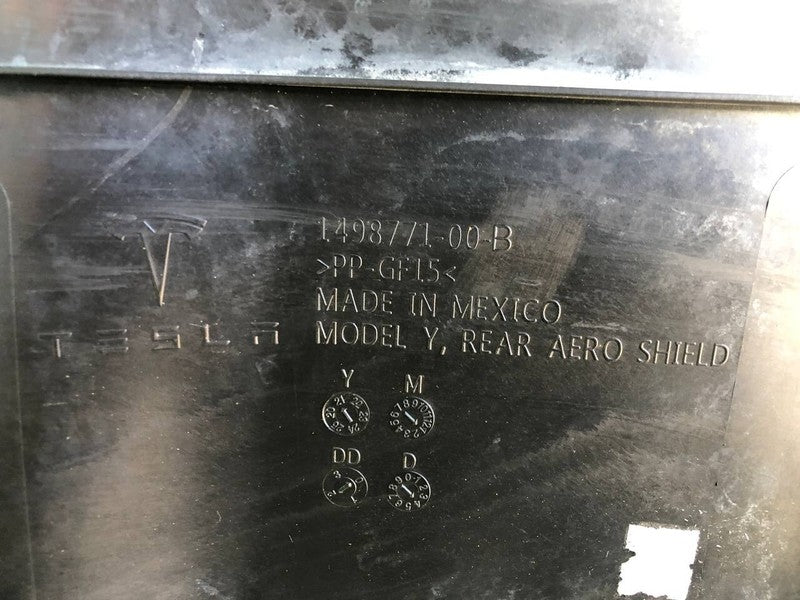 1498771-00-B
>PP-GF15<
MADE IN MEXICO
TESLA MODEL Y, REAR AERO SHIELD
Y M
DD D